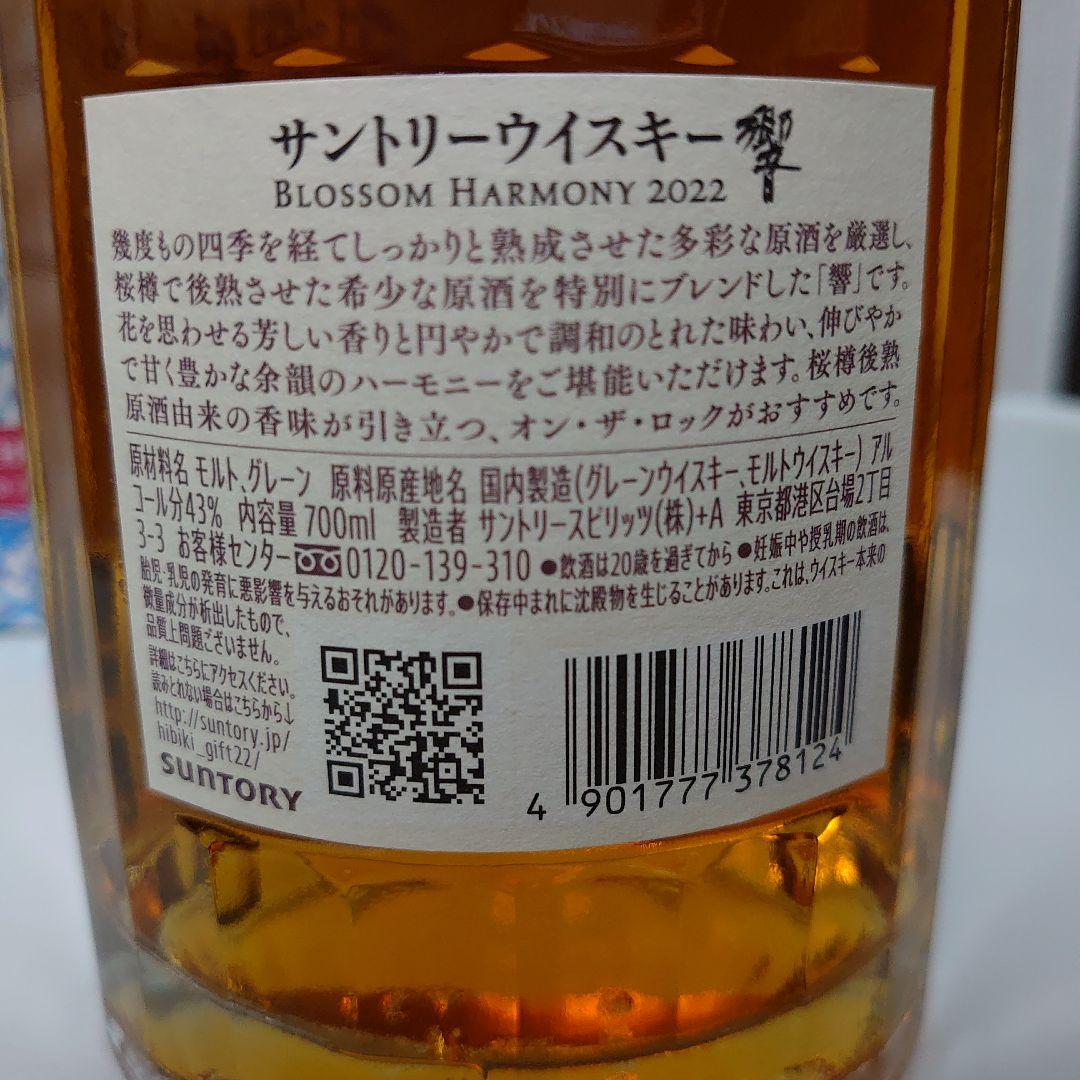 サントリーウイスキー 響
BLOSSOM HARMONY 2022
幾度もの四季を経てしっかりと熟成させた多彩な原酒を厳選し、
桜樽で後熟させた希少な原酒を特別にブレンドした「響」です。
花を思わせる芳しい香りと円やかで調和のとれた味わい、伸びやか
で甘く豊かな余韻のハーモニーをご堪能いただけます。桜樽後熟
原酒由来の香味が引き立つ、オン・ザ・ロックがおすすめです。
原材料名 モルト、グレーン 原料原産地名 国内製造(グレーンウイスキー、モルトウイスキー) アル
コール分43% 内容量 700ml 製造者 サントリースピリッツ(株)+A 東京都港区台場2丁目
3-3 お客様センター 0120-139-310 ●飲酒は20歳を過ぎてから ●妊娠中や授乳期の飲酒は、
胎児・乳児の発育に悪影響を与えるおそれがあります。●保存中まれに沈殿物を生じることがあります。これは、ウイスキー本来の
微量成分が析出したもので、
品質上問題ございません。
詳細はこちらにアクセスください。
読みとれない場合はこちらから↓
http://suntory.jp/
hibiki_gift22/
SUNTORY
4 901777 378124